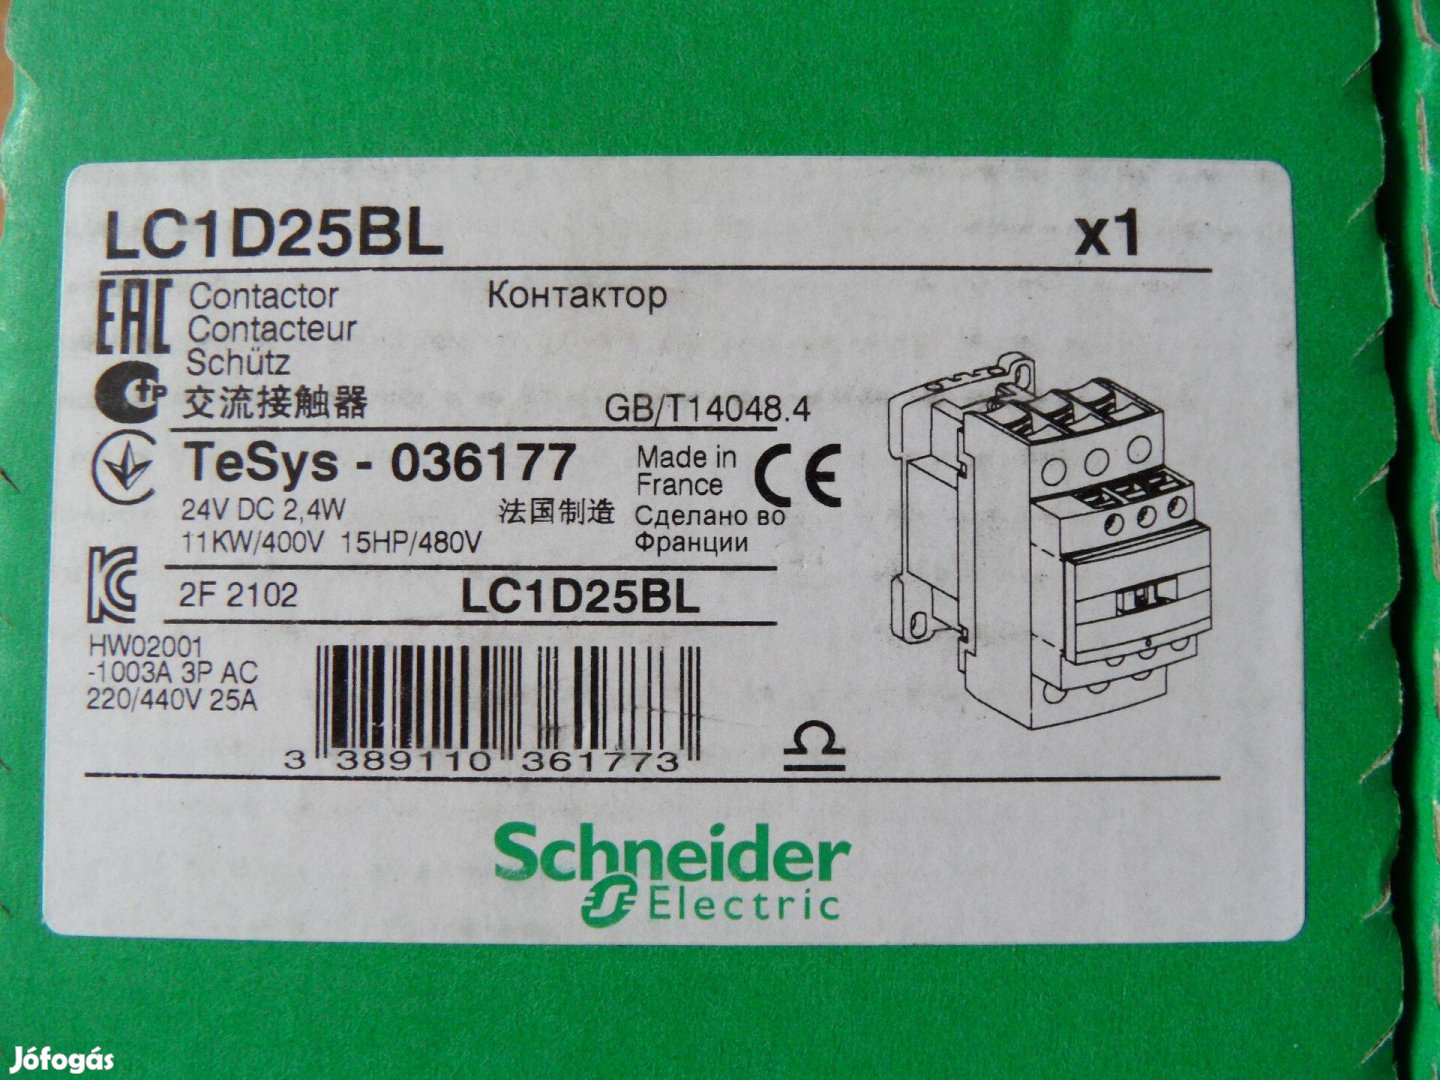 LC1D25BL x1
EAC Contactor Контактор
Contacteur
Schütz
交流接触器 GB/T14048.4
TeSys - 036177 Made in France CE
24V DC 2,4W 法国制造 Сделано во
11KW/400V 15HP/480V Франции
2F 2102 LC1D25BL
HW02001
-1003A 3P AC
220/440V 25A
3 389110 361773
Schneider
Electric
Jófogás